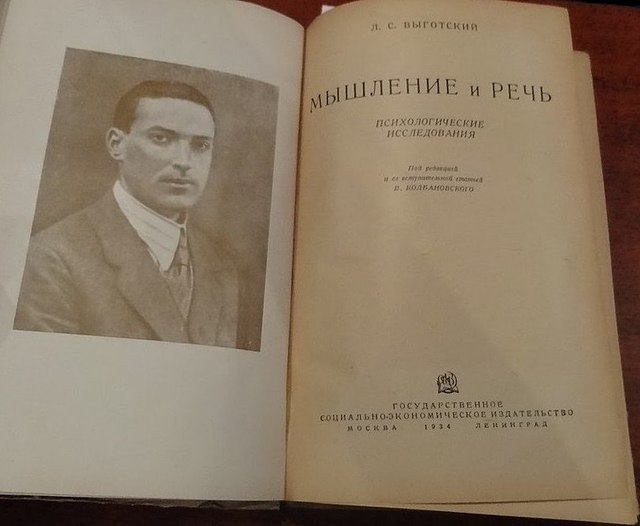 Л. С. ВЫГОТСКИЙ
МЫШЛЕНИЕ и РЕЧЬ
ПСИХОЛОГИЧЕСКИЕ
ИССЛЕДОВАНИЯ
Под редакцией
и со вступительной статьей
В. КОЛБАНОВСКОГО
ГОСУДАРСТВЕННОЕ
СОЦИАЛЬНО-ЭКОНОМИЧЕСКОЕ ИЗДАТЕЛЬСТВО
МОСКВА 1934 ЛЕНИНГРАД